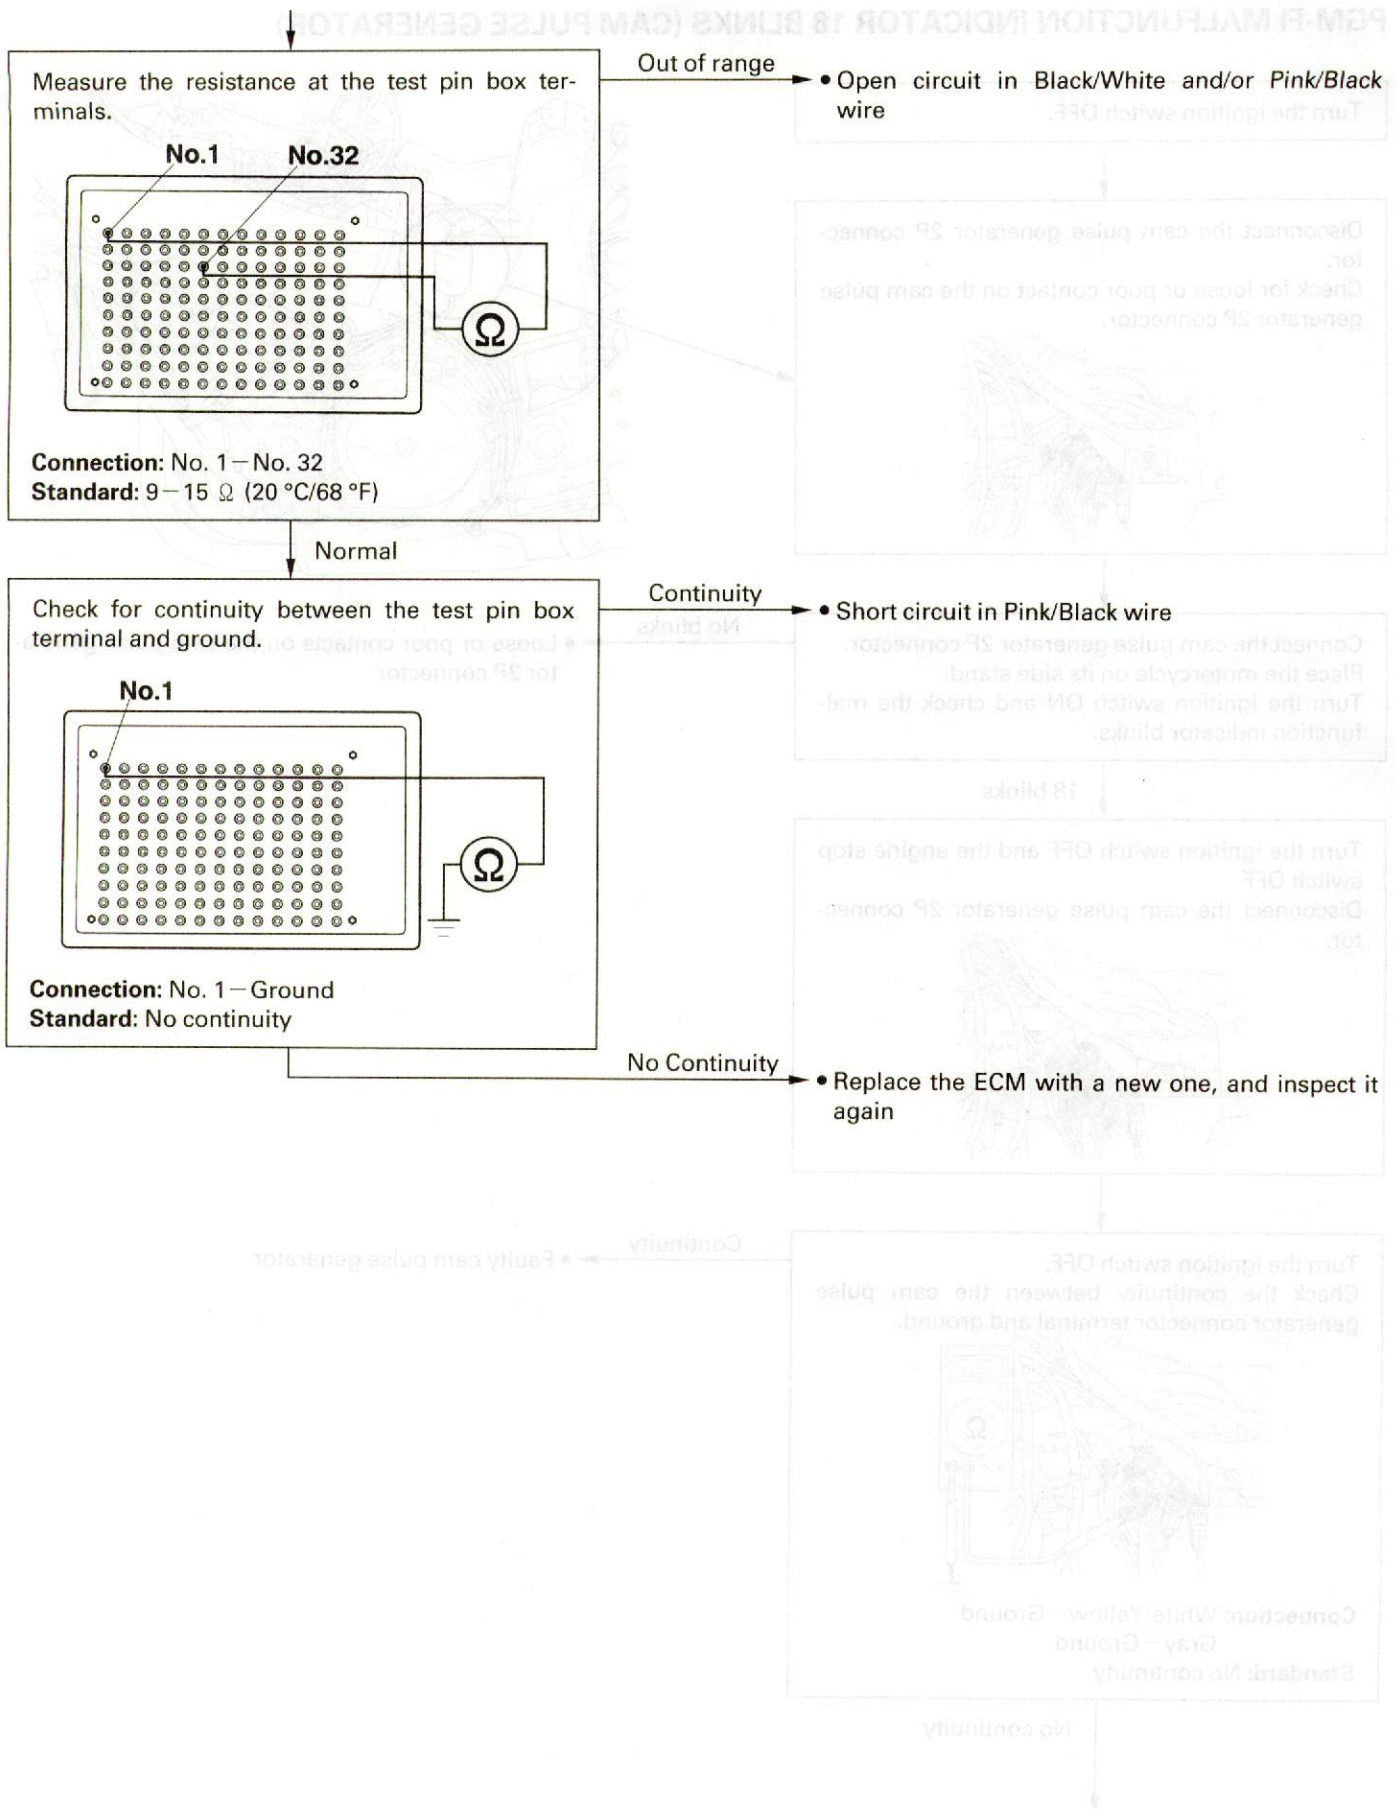 Measure the resistance at the test pin box ter-
minals.
No.1 No.32
Ω
Connection: No. 1—No. 32
Standard: 9—15 Ω (20 °C/68 °F)
Out of range
• Open circuit in Black/White and/or Pink/Black
wire
Normal
Check for continuity between the test pin box
terminal and ground.
No.1
Ω
Connection: No. 1—Ground
Standard: No continuity
Continuity
• Short circuit in Pink/Black wire
No Continuity
• Replace the ECM with a new one, and inspect it
again